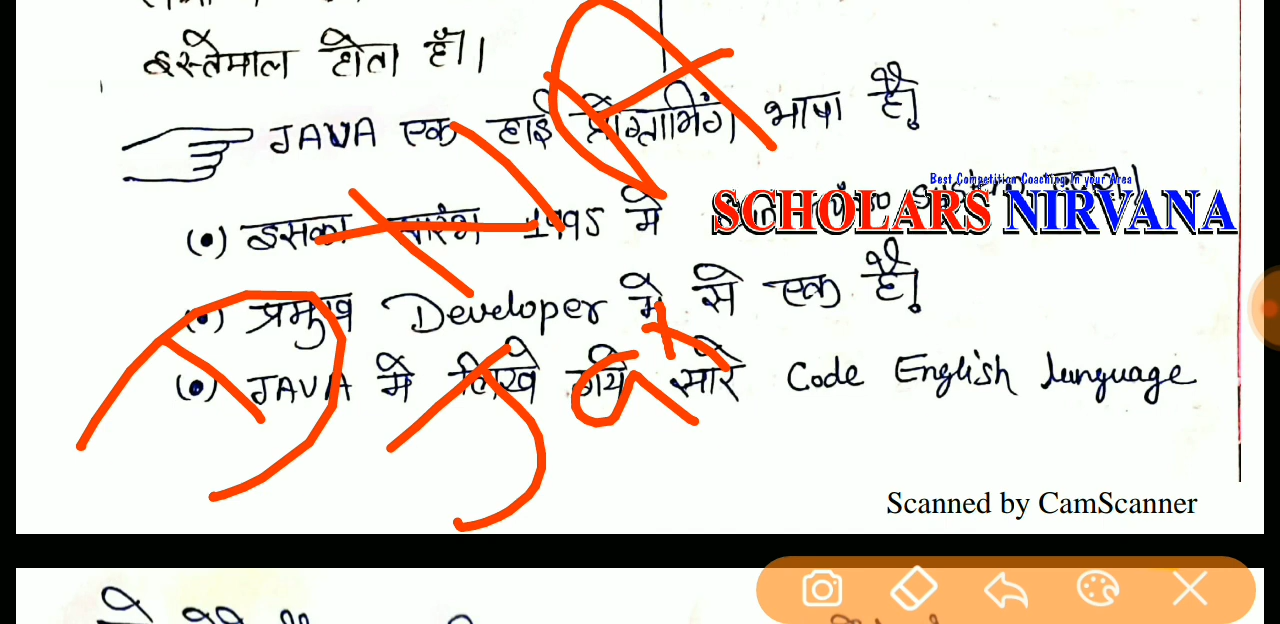 इस्तेमाल होता हैं।
JAVA एक हाई प्रोग्रामिंग भाषा है।
(•) इसका प्रारंभ 1995 में
Best Competition Coaching in your Area
SCHOLARS NIRVANA
(•) प्रमुख Developer में से एक है।
(•) JAVA में लिखे गये सारे Code English language
Scanned by CamScanner